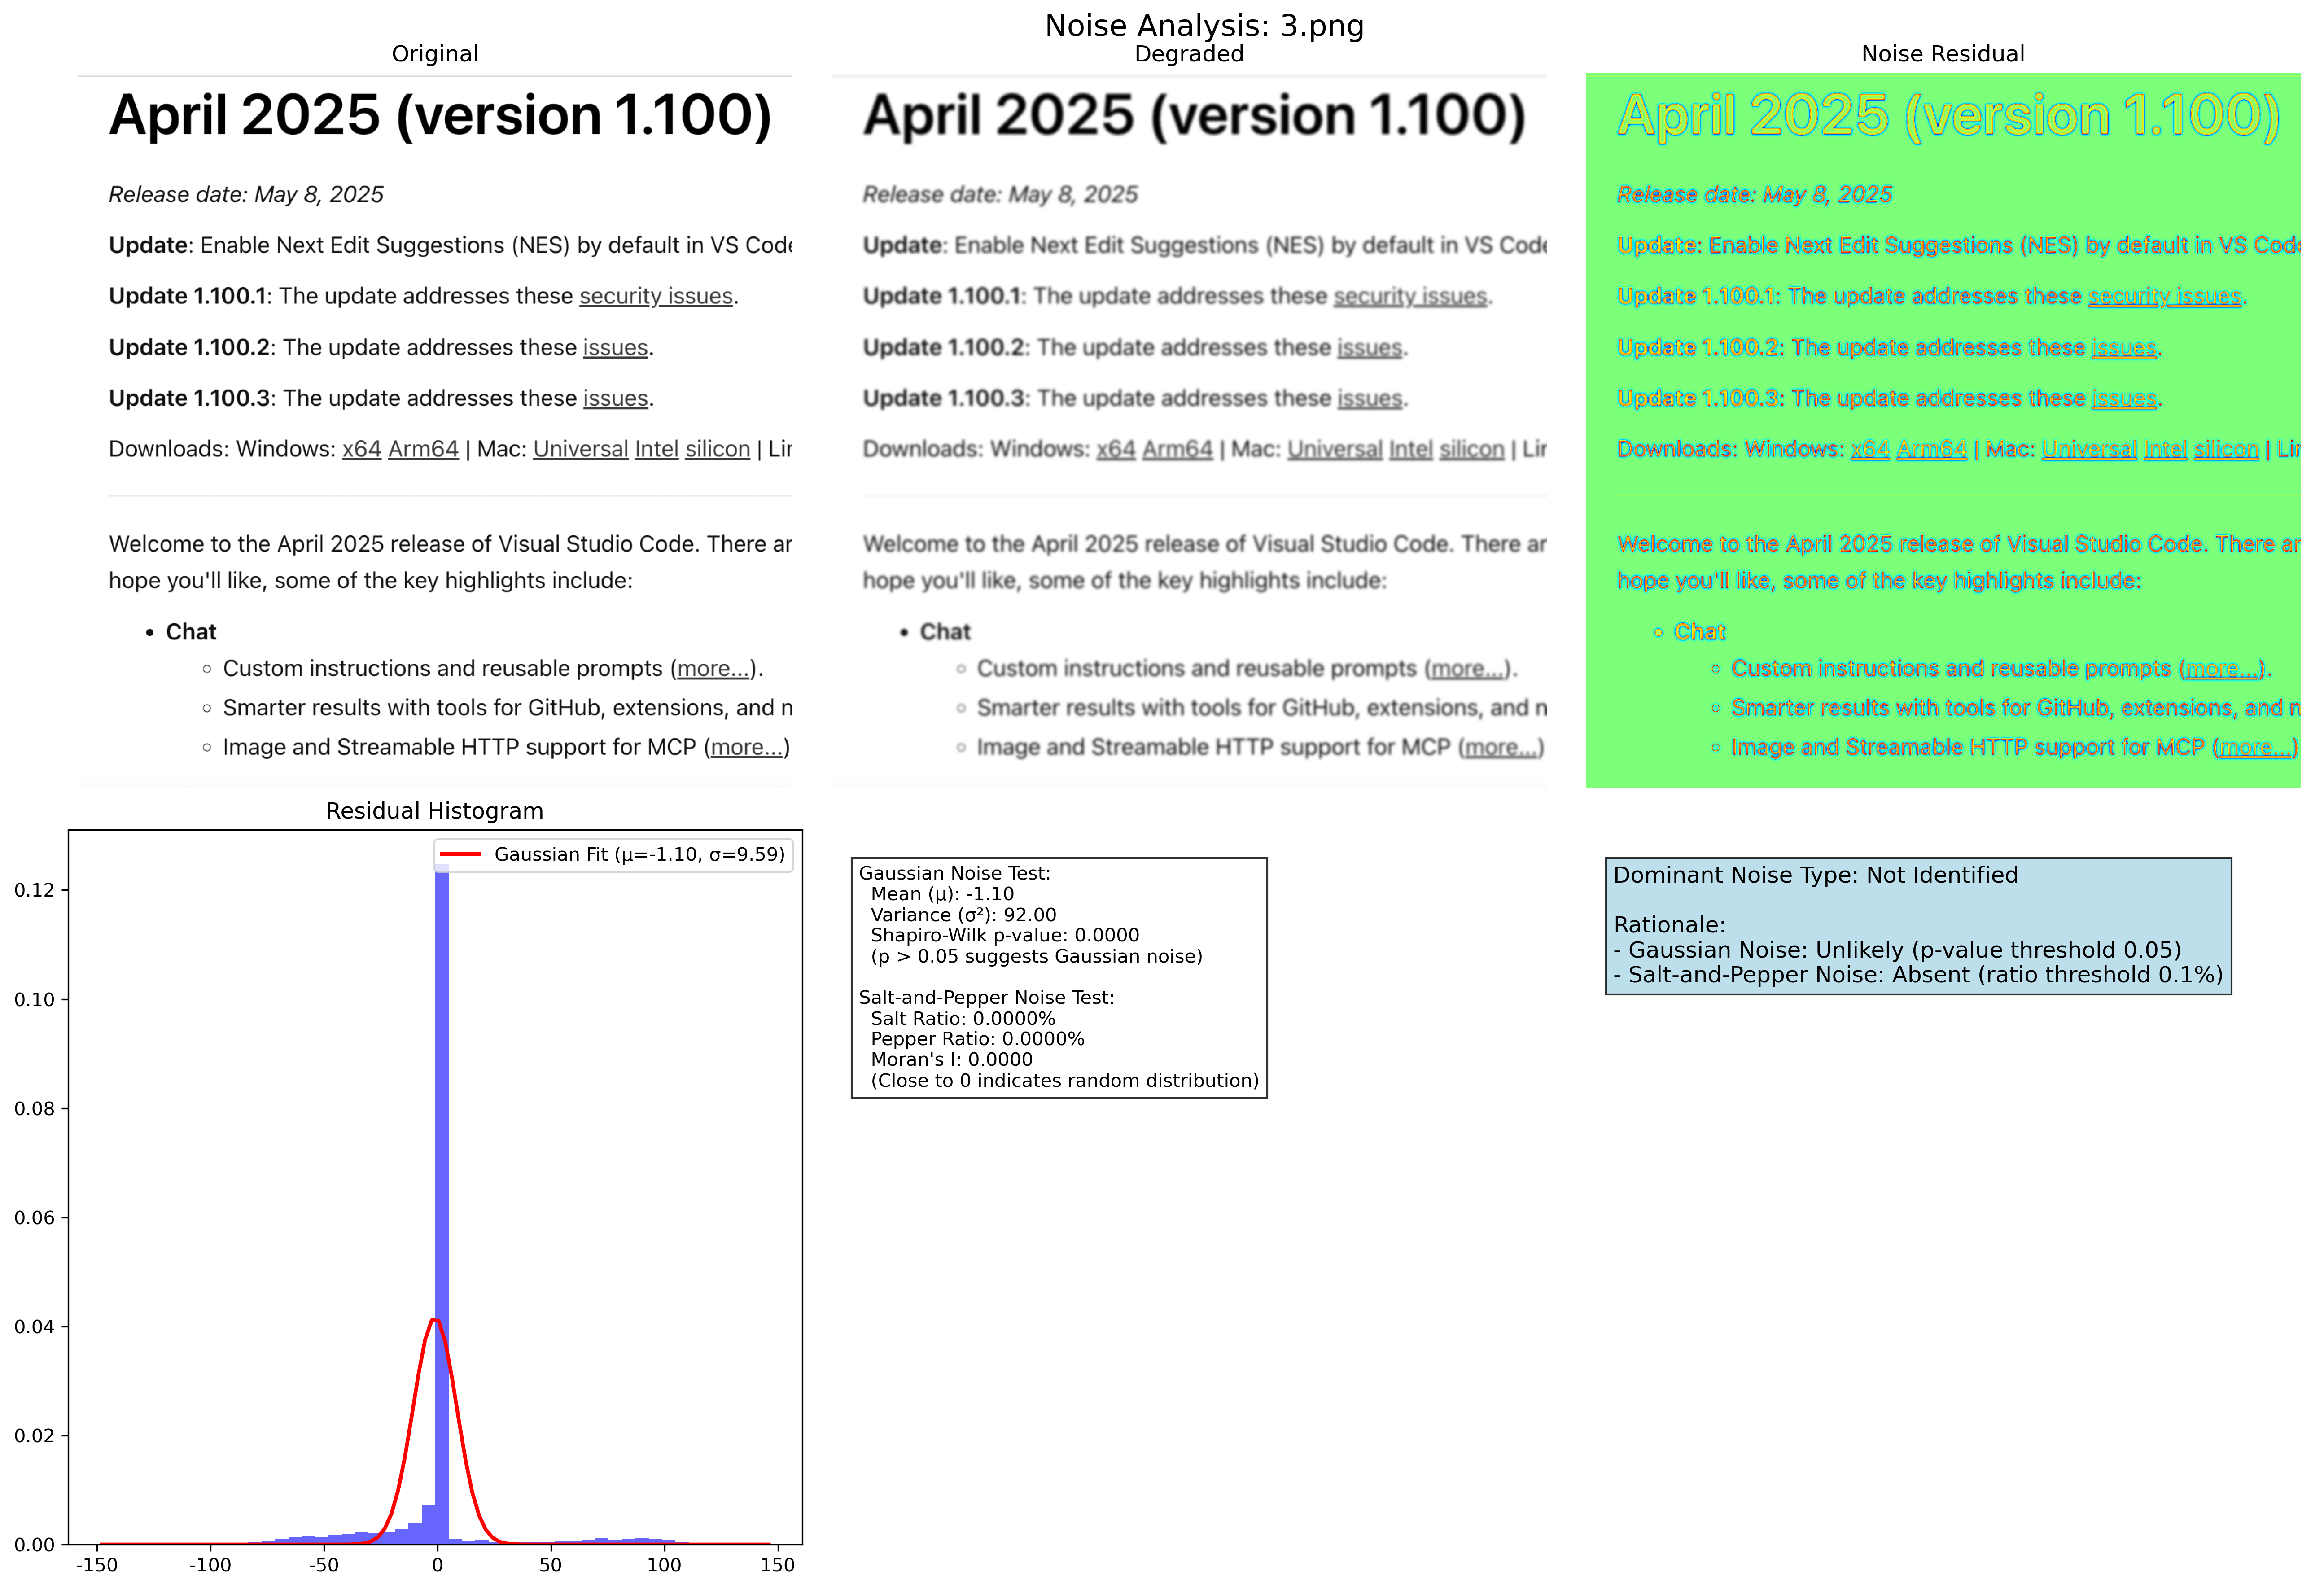 Noise Analysis: 3.png
Original
April 2025 (version 1.100)
Release date: May 8, 2025
Update: Enable Next Edit Suggestions (NES) by default in VS Code
Update 1.100.1: The update addresses these security issues.
Update 1.100.2: The update addresses these issues.
Update 1.100.3: The update addresses these issues.
Downloads: Windows: x64 Arm64 | Mac: Universal Intel silicon | Lin
Welcome to the April 2025 release of Visual Studio Code. There ar
hope you'll like, some of the key highlights include:
• Chat
◦ Custom instructions and reusable prompts (more...).
◦ Smarter results with tools for GitHub, extensions, and n
◦ Image and Streamable HTTP support for MCP (more...)
Degraded
April 2025 (version 1.100)
Release date: May 8, 2025
Update: Enable Next Edit Suggestions (NES) by default in VS Code
Update 1.100.1: The update addresses these security issues.
Update 1.100.2: The update addresses these issues.
Update 1.100.3: The update addresses these issues.
Downloads: Windows: x64 Arm64 | Mac: Universal Intel silicon | Lin
Welcome to the April 2025 release of Visual Studio Code. There ar
hope you'll like, some of the key highlights include:
• Chat
◦ Custom instructions and reusable prompts (more...).
◦ Smarter results with tools for GitHub, extensions, and n
◦ Image and Streamable HTTP support for MCP (more...)
Noise Residual
April 2025 (version 1.100)
Release date: May 8, 2025
Update: Enable Next Edit Suggestions (NES) by default in VS Code
Update 1.100.1: The update addresses these security issues.
Update 1.100.2: The update addresses these issues.
Update 1.100.3: The update addresses these issues.
Downloads: Windows: x64 Arm64 | Mac: Universal Intel silicon | Lin
Welcome to the April 2025 release of Visual Studio Code. There ar
hope you'll like, some of the key highlights include:
• Chat
◦ Custom instructions and reusable prompts (more...).
◦ Smarter results with tools for GitHub, extensions, and n
◦ Image and Streamable HTTP support for MCP (more...)
Residual Histogram
Gaussian Fit (μ=-1.10, σ=9.59)
0.12
0.10
0.08
0.06
0.04
0.02
0.00
-150 -100 -50 0 50 100 150
Gaussian Noise Test:
Mean (μ): -1.10
Variance (σ²): 92.00
Shapiro-Wilk p-value: 0.0000
(p > 0.05 suggests Gaussian noise)
Salt-and-Pepper Noise Test:
Salt Ratio: 0.0000%
Pepper Ratio: 0.0000%
Moran's I: 0.0000
(Close to 0 indicates random distribution)
Dominant Noise Type: Not Identified
Rationale:
- Gaussian Noise: Unlikely (p-value threshold 0.05)
- Salt-and-Pepper Noise: Absent (ratio threshold 0.1%)